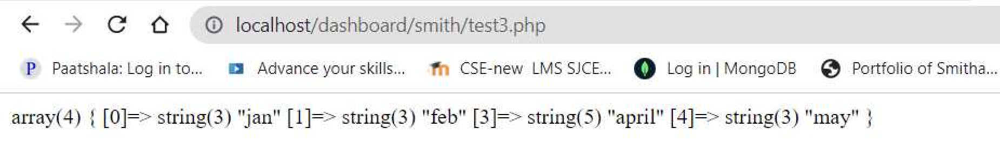 localhost/dashboard/smith/test3.php
P Paatshala: Log in to... Advance your skills... CSE-new LMS SJCE... Log in | MongoDB Portfolio of Smitha...
array(4) { [0]=> string(3) "jan" [1]=> string(3) "feb" [3]=> string(5) "april" [4]=> string(3) "may" }